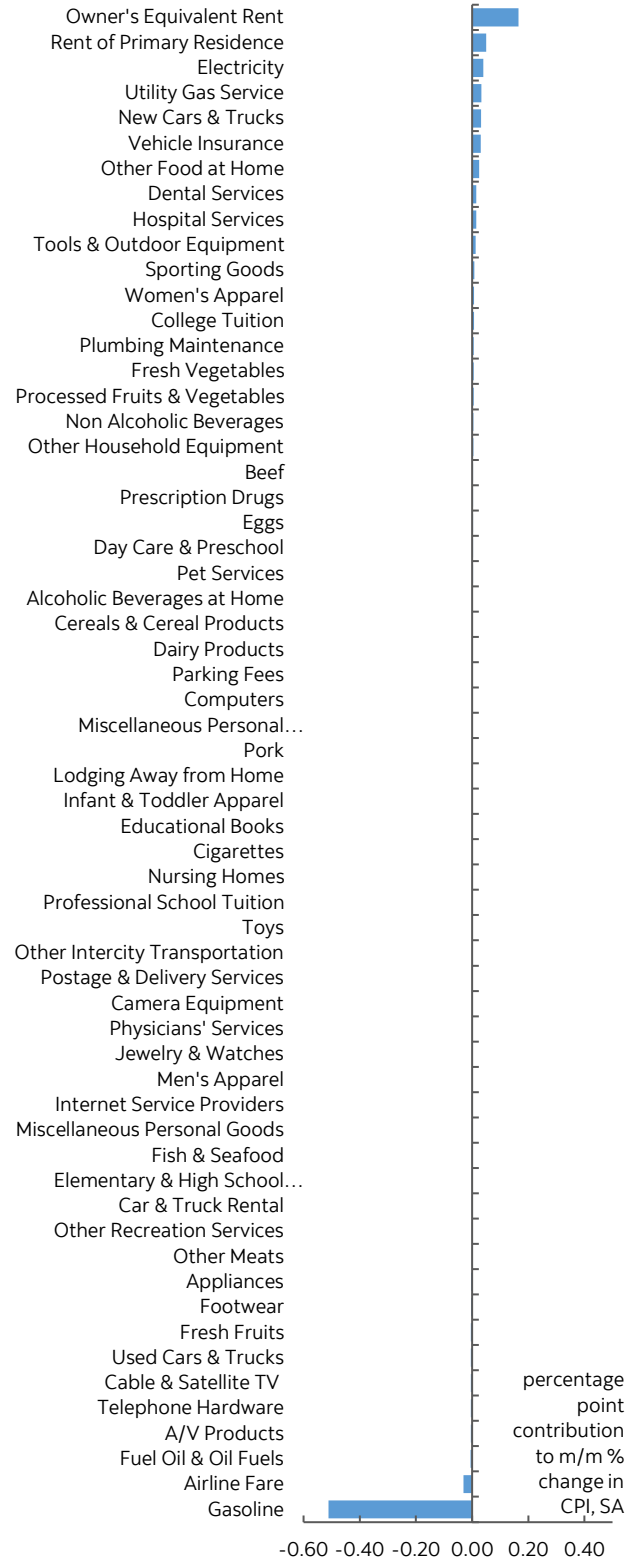 Owner's Equivalent Rent
Rent of Primary Residence
Electricity
Utility Gas Service
New Cars & Trucks
Vehicle Insurance
Other Food at Home
Dental Services
Hospital Services
Tools & Outdoor Equipment
Sporting Goods
Women's Apparel
College Tuition
Plumbing Maintenance
Fresh Vegetables
Processed Fruits & Vegetables
Non Alcoholic Beverages
Other Household Equipment
Beef
Prescription Drugs
Eggs
Day Care & Preschool
Pet Services
Alcoholic Beverages at Home
Cereals & Cereal Products
Dairy Products
Parking Fees
Computers
Miscellaneous Personal…
Pork
Lodging Away from Home
Infant & Toddler Apparel
Educational Books
Cigarettes
Nursing Homes
Professional School Tuition
Toys
Other Intercity Transportation
Postage & Delivery Services
Camera Equipment
Physicians' Services
Jewelry & Watches
Men's Apparel
Internet Service Providers
Miscellaneous Personal Goods
Fish & Seafood
Elementary & High School…
Car & Truck Rental
Other Recreation Services
Other Meats
Appliances
Footwear
Fresh Fruits
Used Cars & Trucks
Cable & Satellite TV
Telephone Hardware
A/V Products
Fuel Oil & Oil Fuels
Airline Fare
Gasoline
percentage
point
contribution
to m/m %
change in
CPI, SA
-0.60 -0.40 -0.20 0.00 0.20 0.40